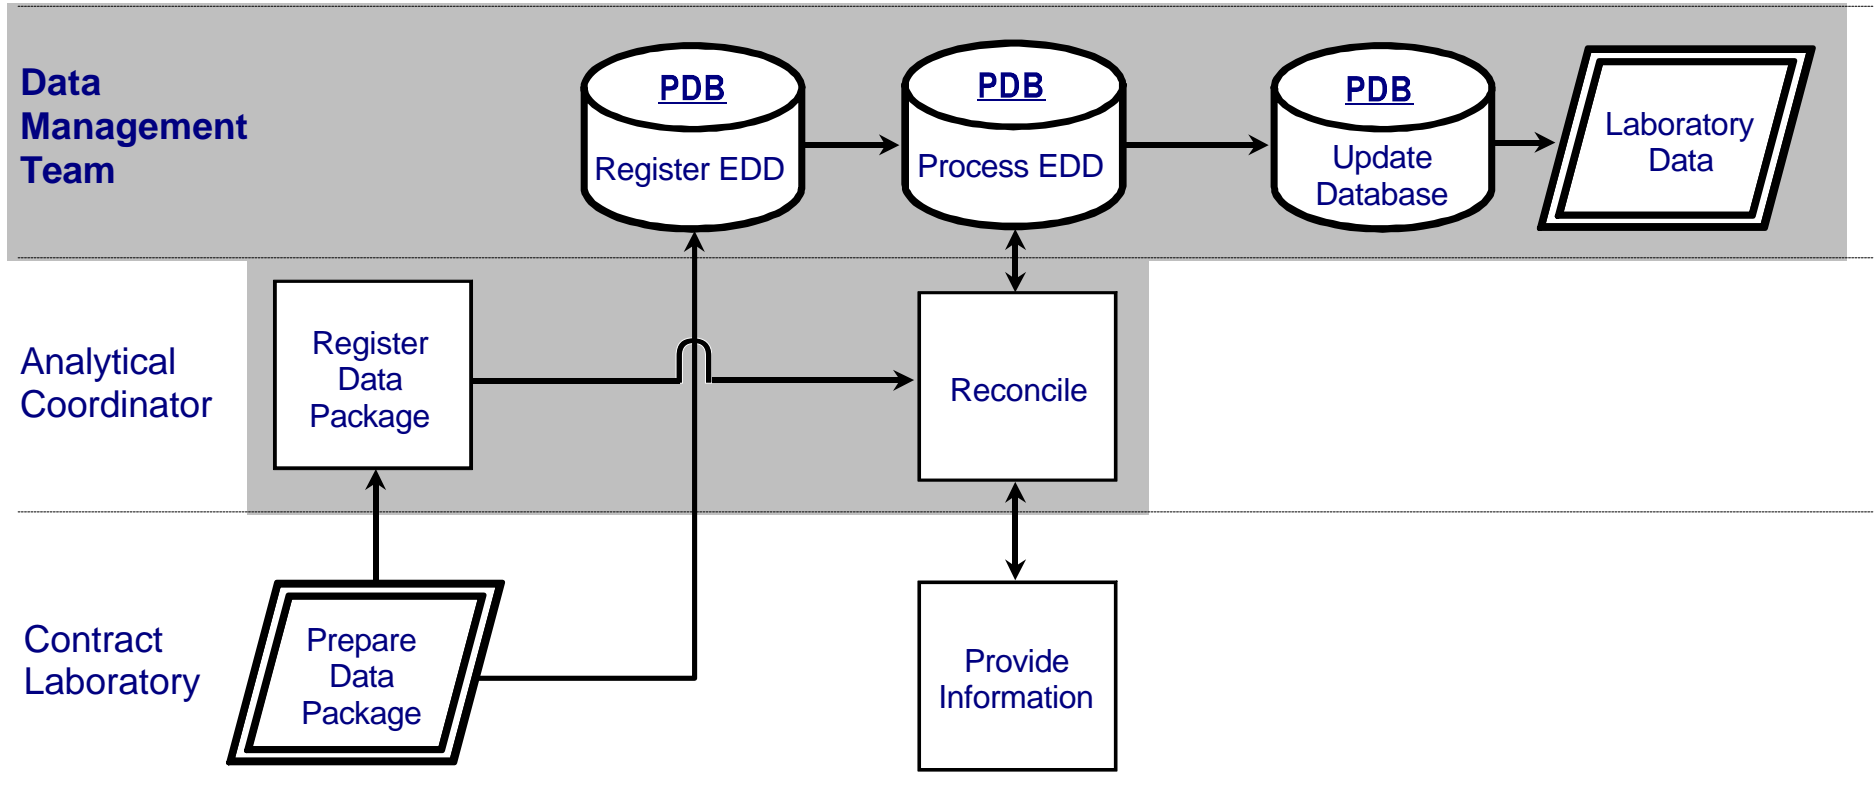 Data
Management
Team
PDB
Register EDD
PDB
Process EDD
PDB
Update
Database
Laboratory
Data
Analytical
Coordinator
Register
Data
Package
Reconcile
Contract
Laboratory
Prepare
Data
Package
Provide
Information